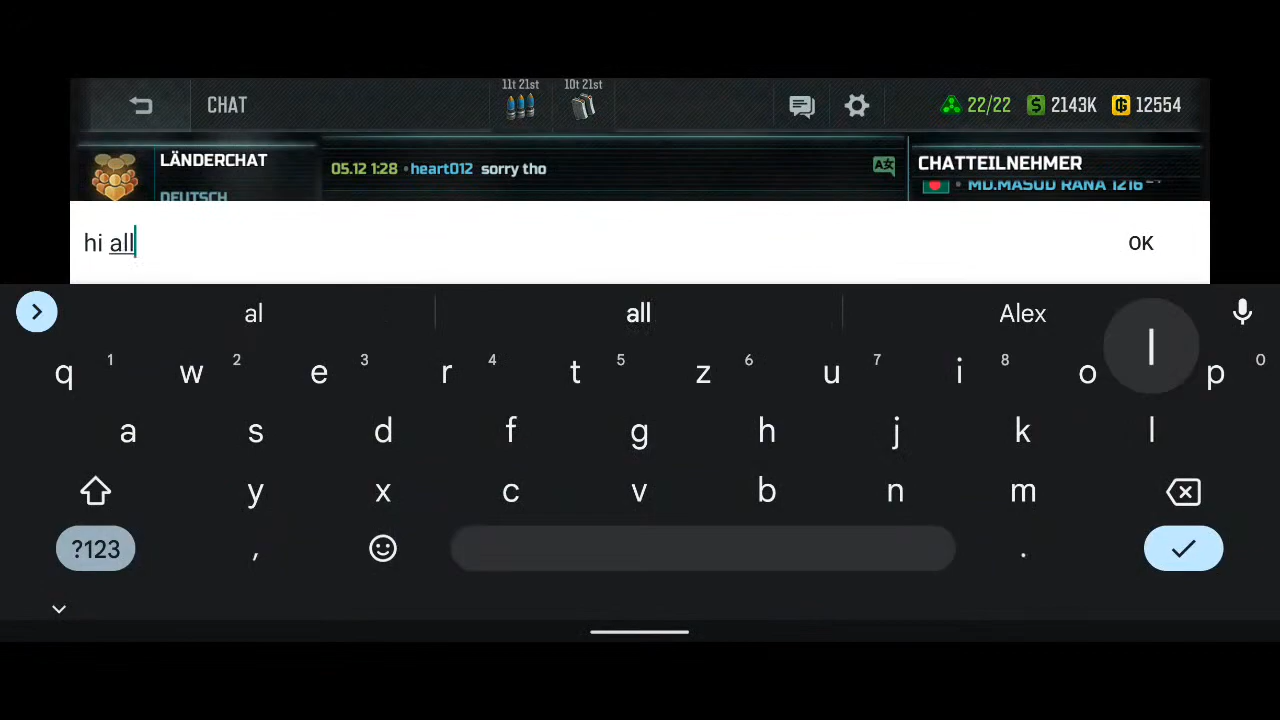 11t 21st 10t 21st
CHAT 22/22 2143K 12554
LÄNDERCHAT
DEUTSCH
05.12 1:28 •heart012 sorry tho
CHATTEILNEHMER
• MD.MASUD RANA 1216
hi all OK
al all Alex
q 1 w 2 e 3 r 4 t 5 z 6 u 7 i 8 o l p 0
a s d f g h j k l
y x c v b n m
?123 , .